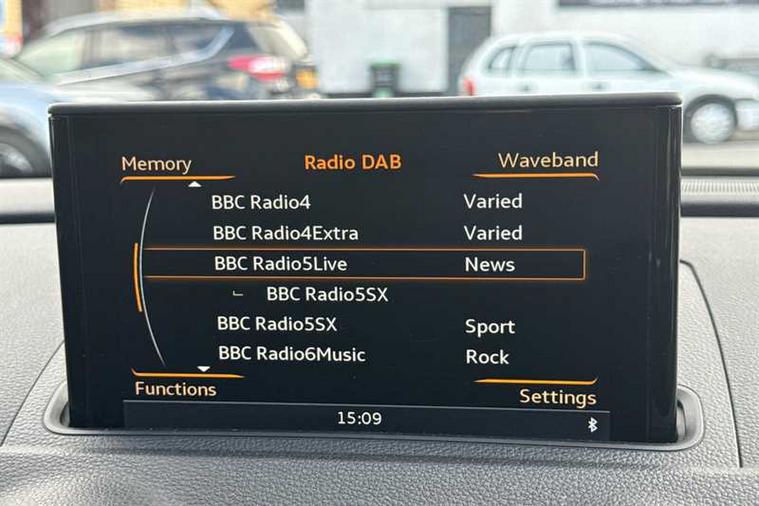 Memory Radio DAB Waveband
BBC Radio4 Varied
BBC Radio4Extra Varied
BBC Radio5Live News
BBC Radio5SX
BBC Radio5SX Sport
BBC Radio6Music Rock
Functions Settings
15:09